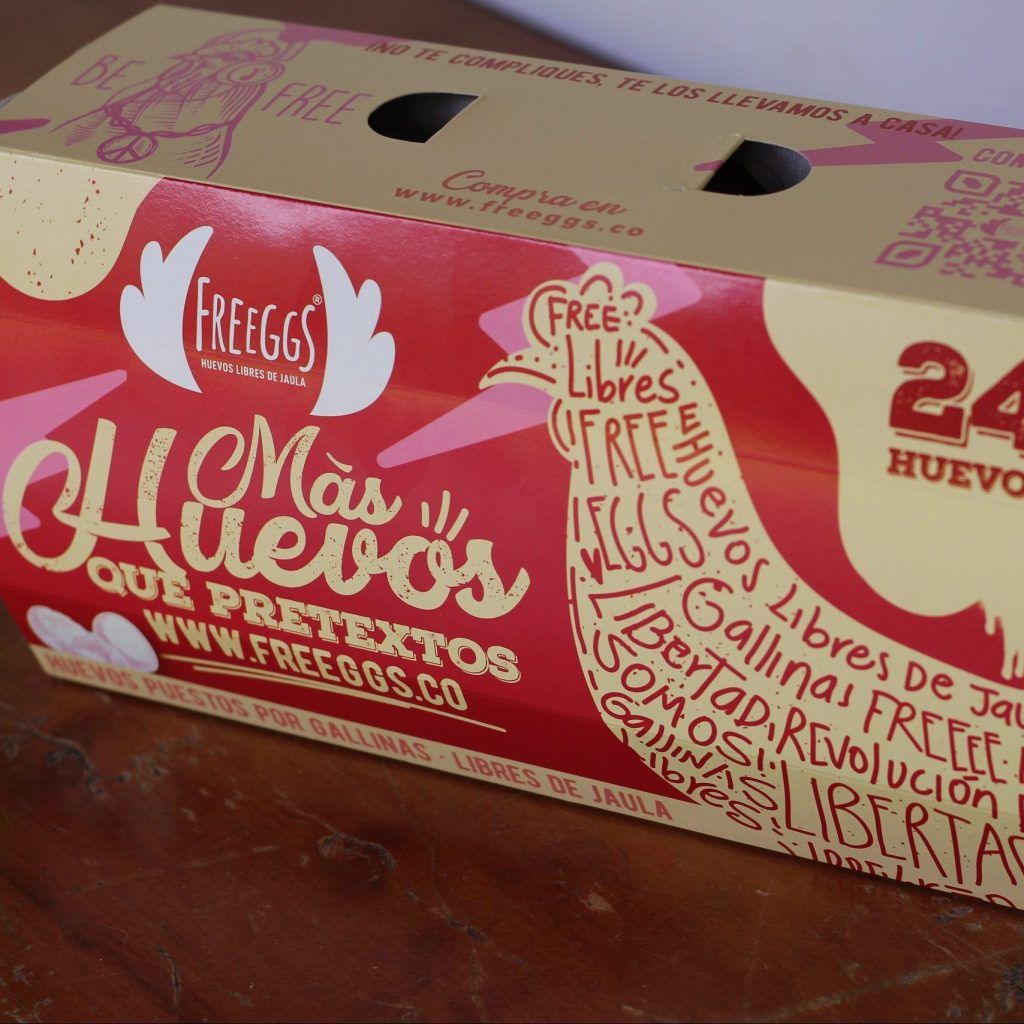 BE FREE
¡NO TE COMPLIQUES, TE LOS LLEVAMOS A CASA!
Compra en
www.freeggs.co
FREEGGS®
HUEVOS LIBRES DE JAULA
Màs
Huevos
QUE PRETEXTOS
WWW.FREEGGS.CO
HUEVOS PUESTOS POR GALLINAS · LIBRES DE JAULA
24
HUEVO
FREE
Libres
FREE
EGGS
Huevos Libres DE Jau
Gallinas FREEEE
LIBERTAD
REVOLUCIÓN
SOMOS!
GALLINAS
Libres!
LIBERTA